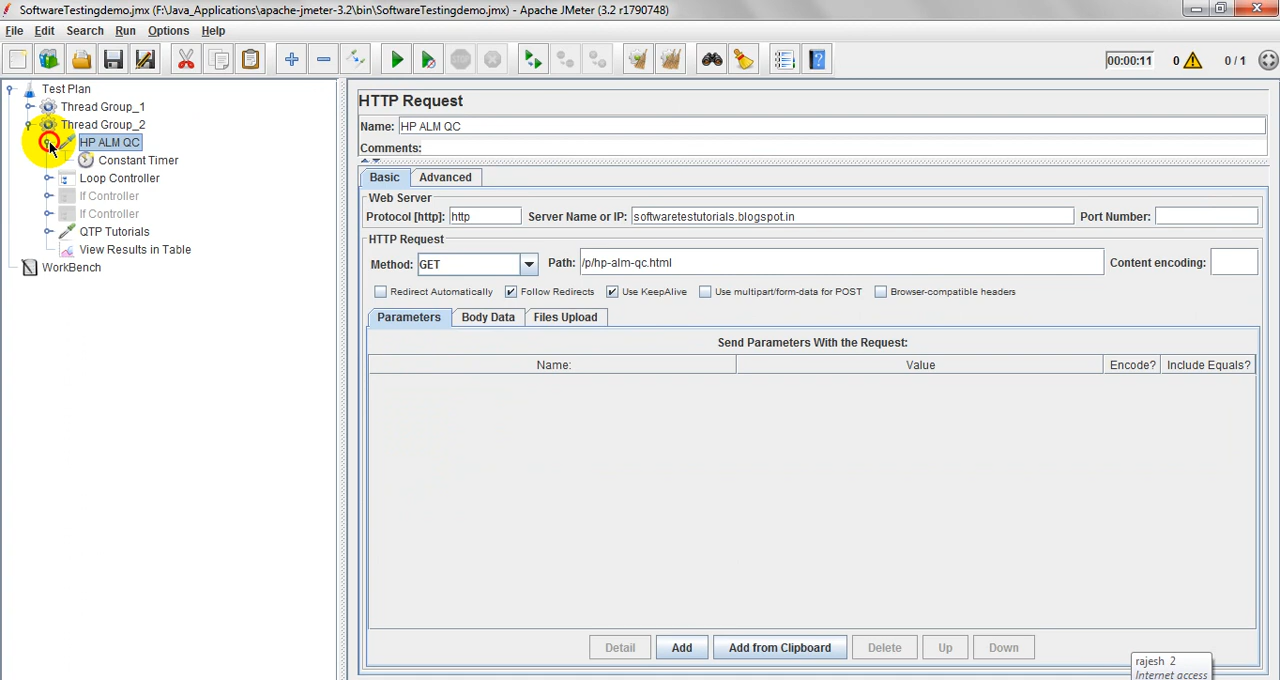 SoftwareTestingdemo.jmx (F:\Java_Applications\apache-jmeter-3.2\bin\SoftwareTestingdemo.jmx) - Apache JMeter (3.2 r1790748)
File Edit Search Run Options Help
00:00:11 0 0 / 1
Test Plan
Thread Group_1
Thread Group_2
HP ALM QC
Constant Timer
Loop Controller
If Controller
If Controller
QTP Tutorials
View Results in Table
WorkBench
HTTP Request
Name: HP ALM QC
Comments:
Basic Advanced
Web Server
Protocol [http]: http Server Name or IP: softwaretestutorials.blogspot.in Port Number:
HTTP Request
Method: GET Path: /p/hp-alm-qc.html Content encoding:
Redirect Automatically Follow Redirects Use KeepAlive Use multipart/form-data for POST Browser-compatible headers
Parameters Body Data Files Upload
Send Parameters With the Request:
Name: Value Encode? Include Equals?
Detail Add Add from Clipboard Delete Up Down
rajesh 2
Internet access